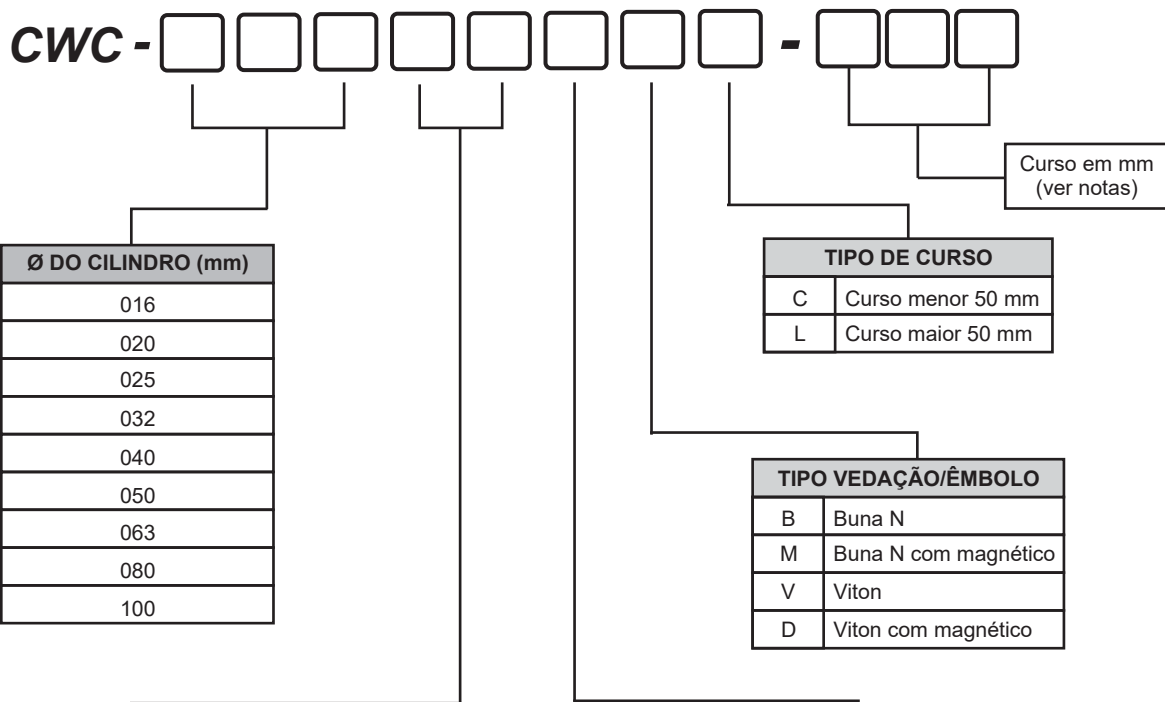 CWC - -
Curso em mm
(ver notas)
Ø DO CILINDRO (mm)
016
020
025
032
040
050
063
080
100
TIPO DE CURSO
C Curso menor 50 mm
L Curso maior 50 mm
TIPO VEDAÇÃO/ÊMBOLO
B Buna N
M Buna N com magnético
V Viton
D Viton com magnético